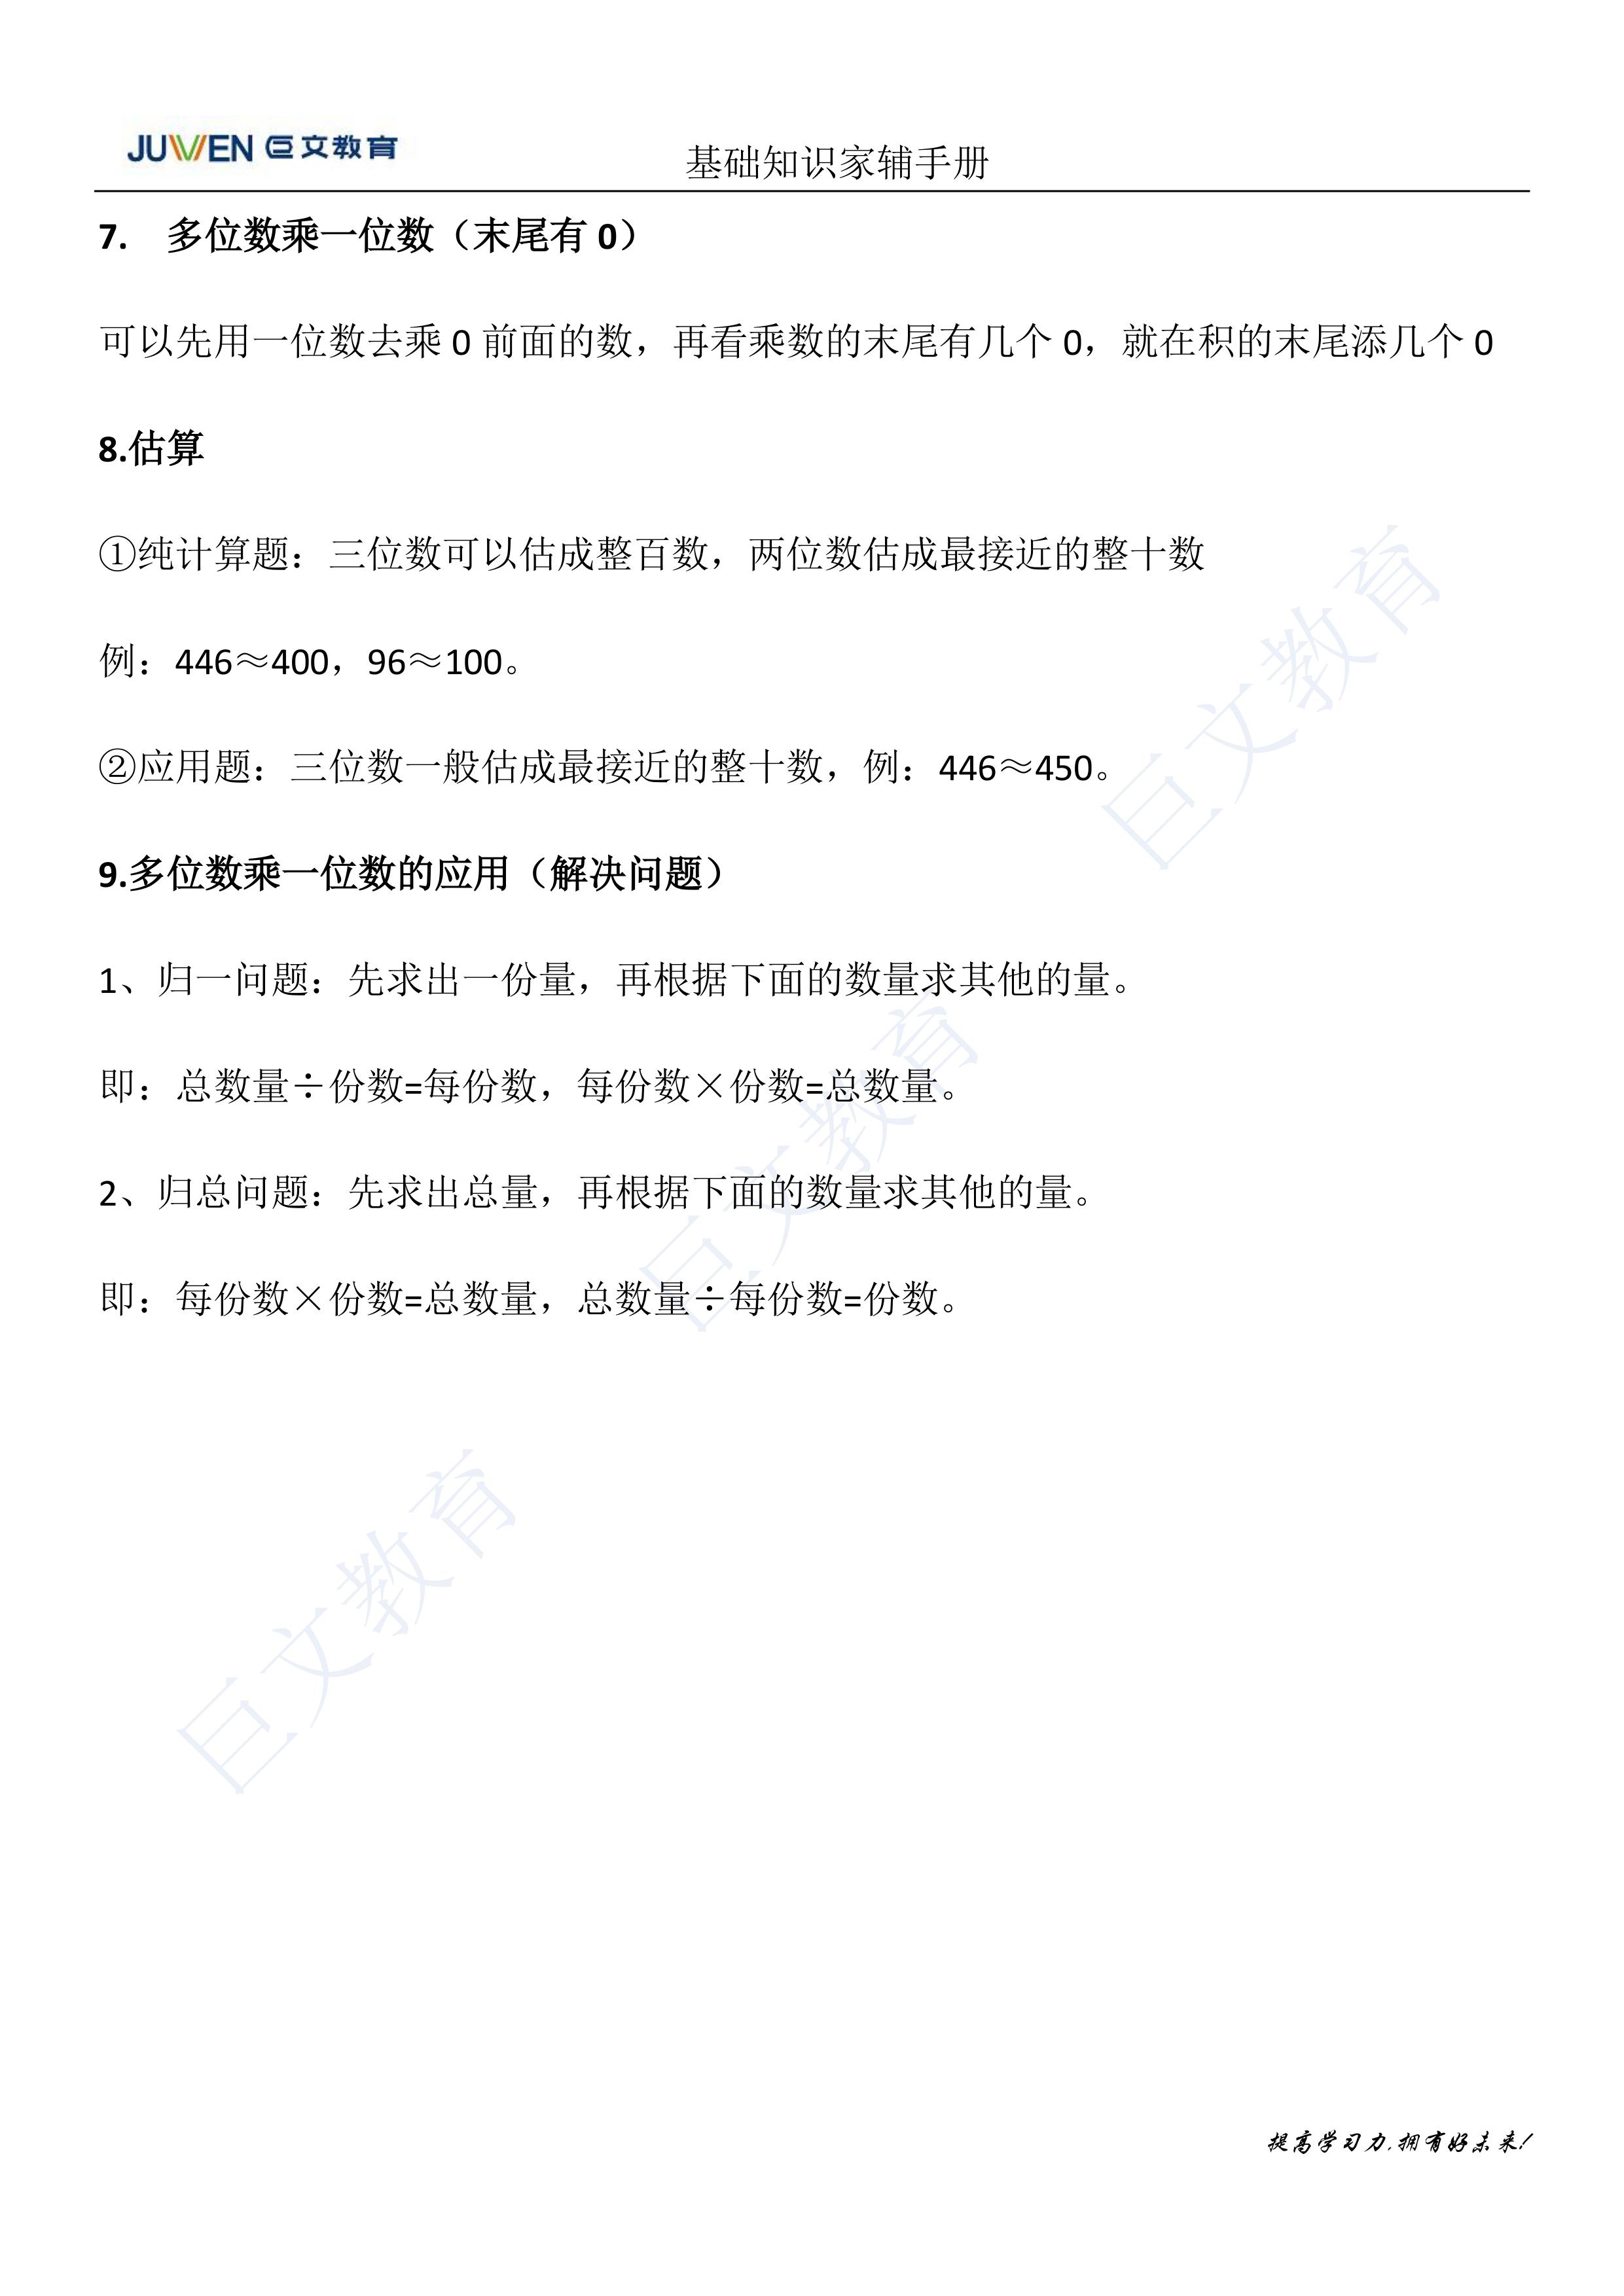 JUWEN 巨文教育
基础知识家辅手册
7. 多位数乘一位数（末尾有 0）
可以先用一位数去乘 0 前面的数，再看乘数的末尾有几个 0，就在积的末尾添几个 0
8.估算
①纯计算题：三位数可以估成整百数，两位数估成最接近的整十数
例：446≈400，96≈100。
②应用题：三位数一般估成最接近的整十数，例：446≈450。
9.多位数乘一位数的应用（解决问题）
1、归一问题：先求出一份量，再根据下面的数量求其他的量。
即：总数量÷份数=每份数，每份数×份数=总数量。
2、归总问题：先求出总量，再根据下面的数量求其他的量。
即：每份数×份数=总数量，总数量÷每份数=份数。
巨文教育
巨文教育
巨文教育
提高学习力,拥有好未来!